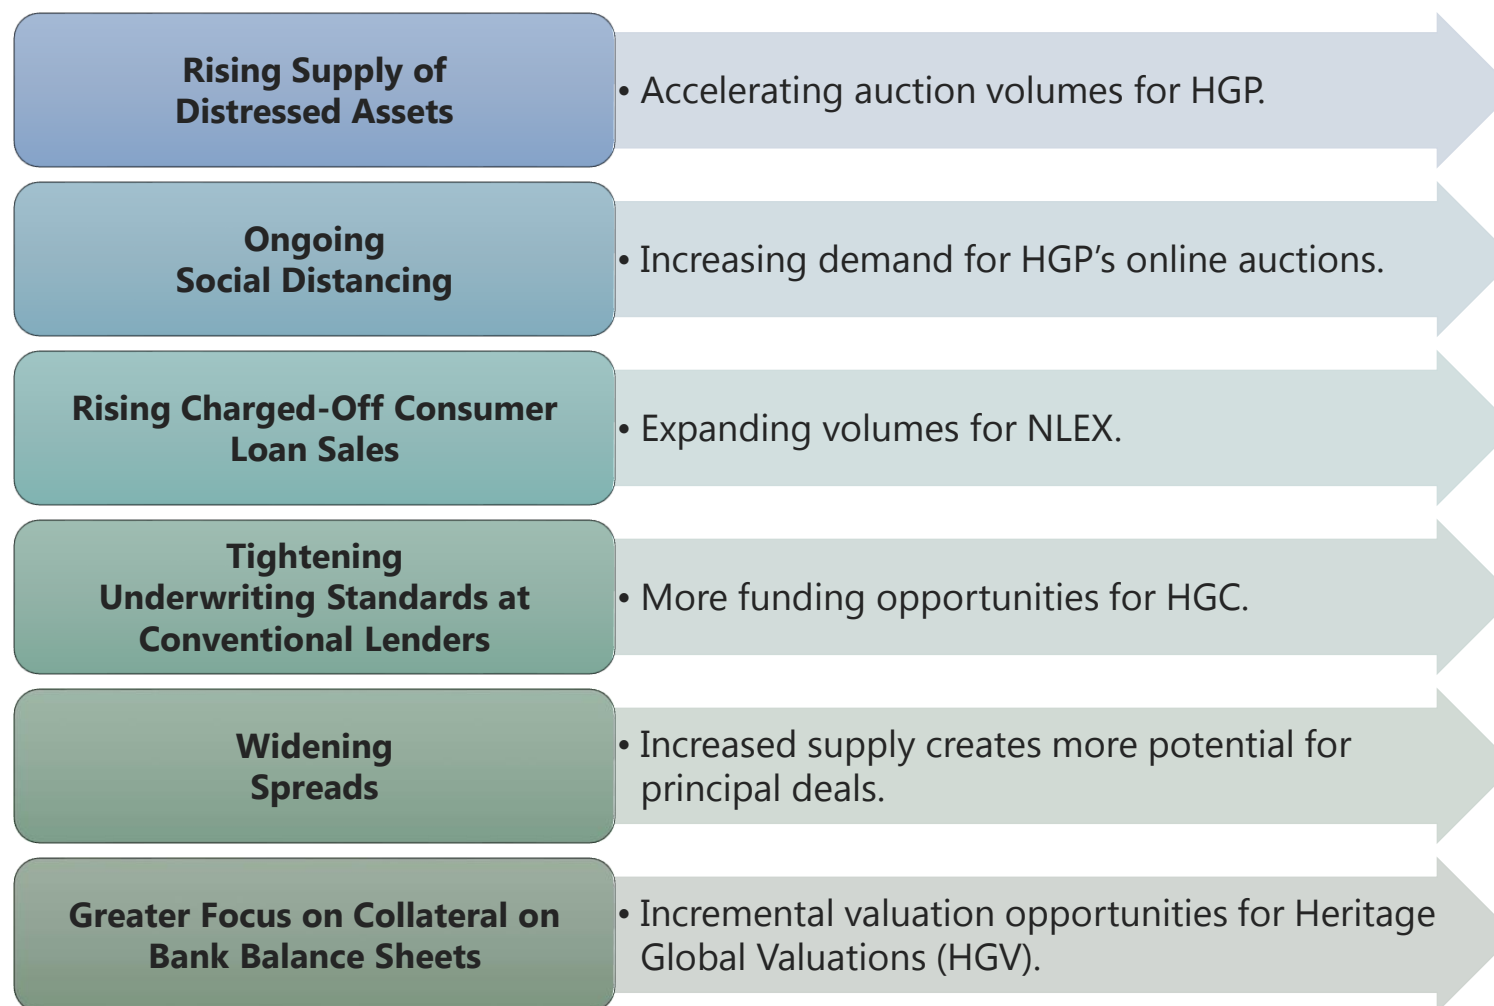 Rising Supply of
Distressed Assets
• Accelerating auction volumes for HGP.
Ongoing
Social Distancing
• Increasing demand for HGP’s online auctions.
Rising Charged-Off Consumer
Loan Sales
• Expanding volumes for NLEX.
Tightening
Underwriting Standards at
Conventional Lenders
• More funding opportunities for HGC.
Widening
Spreads
• Increased supply creates more potential for
principal deals.
Greater Focus on Collateral on
Bank Balance Sheets
• Incremental valuation opportunities for Heritage
Global Valuations (HGV).